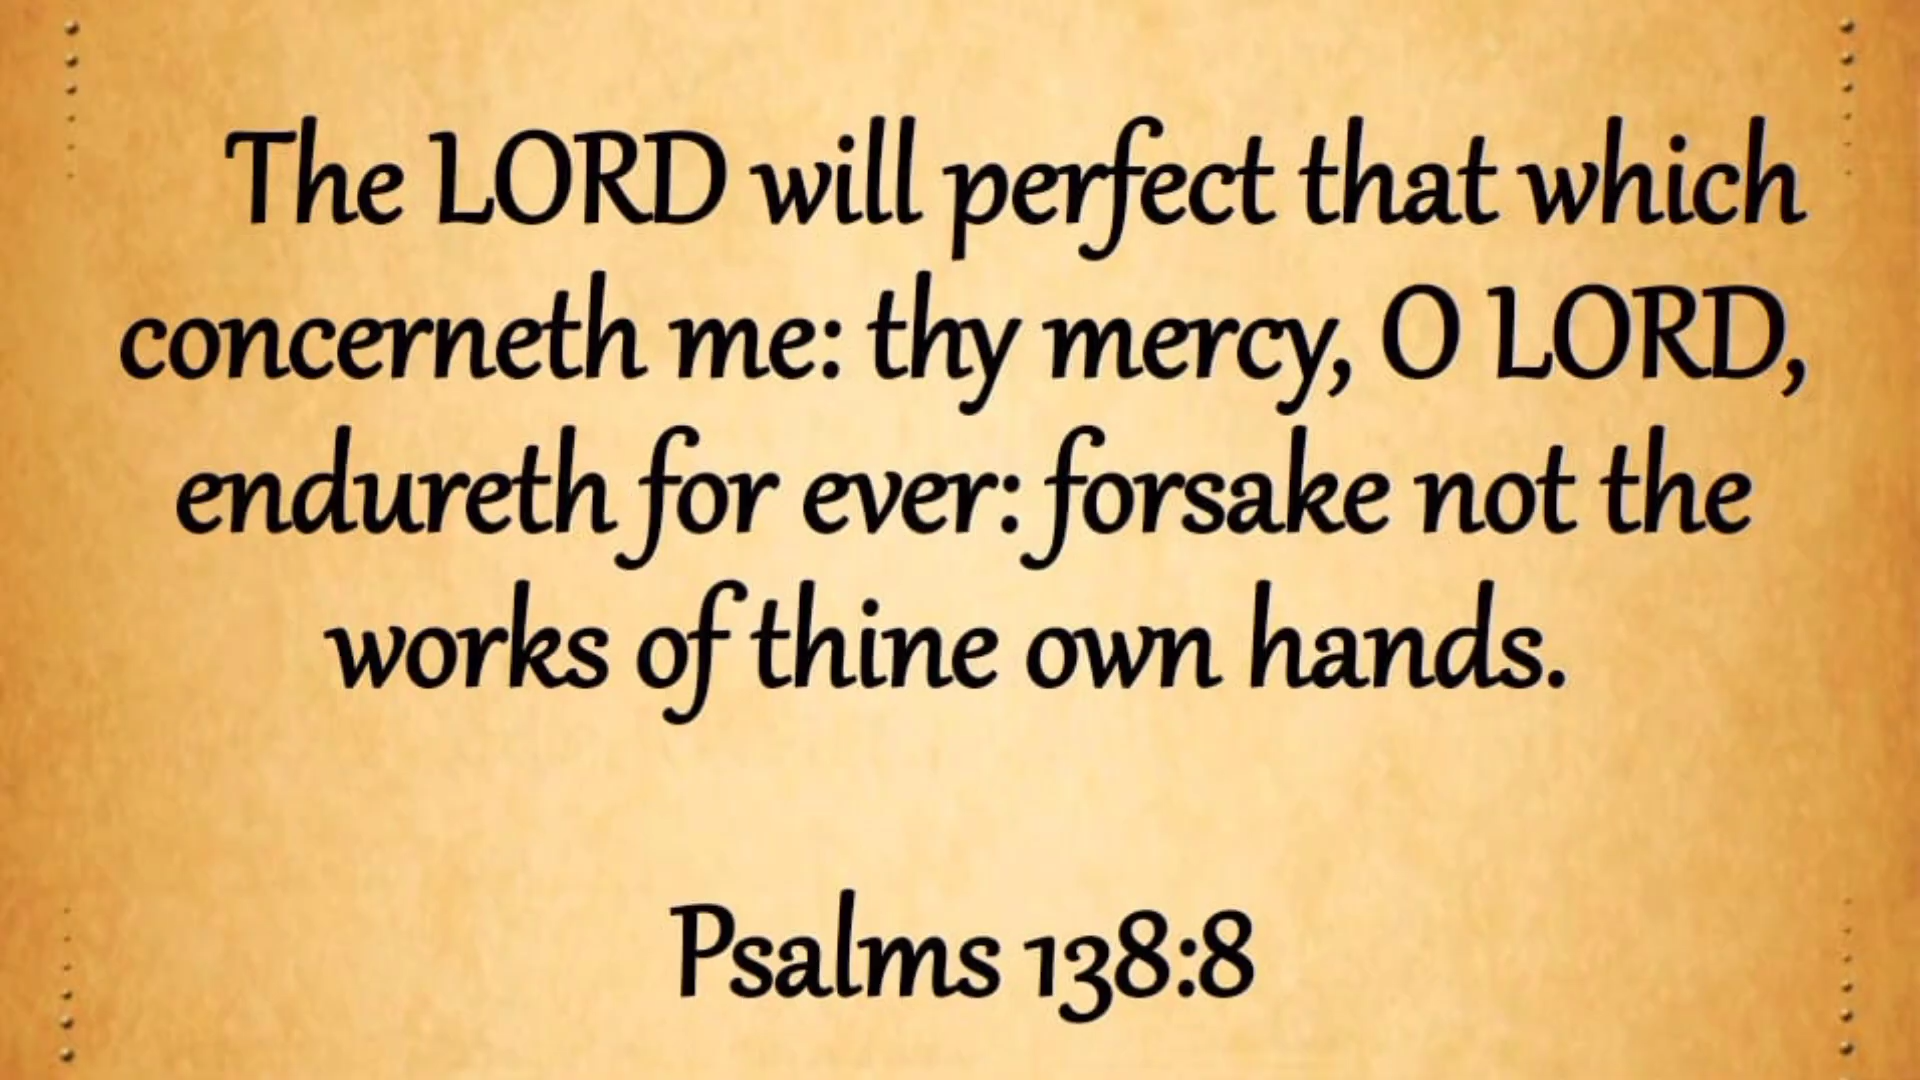 The LORD will perfect that which
concerneth me: thy mercy, O LORD,
endureth for ever: forsake not the
works of thine own hands.
Psalms 138:8